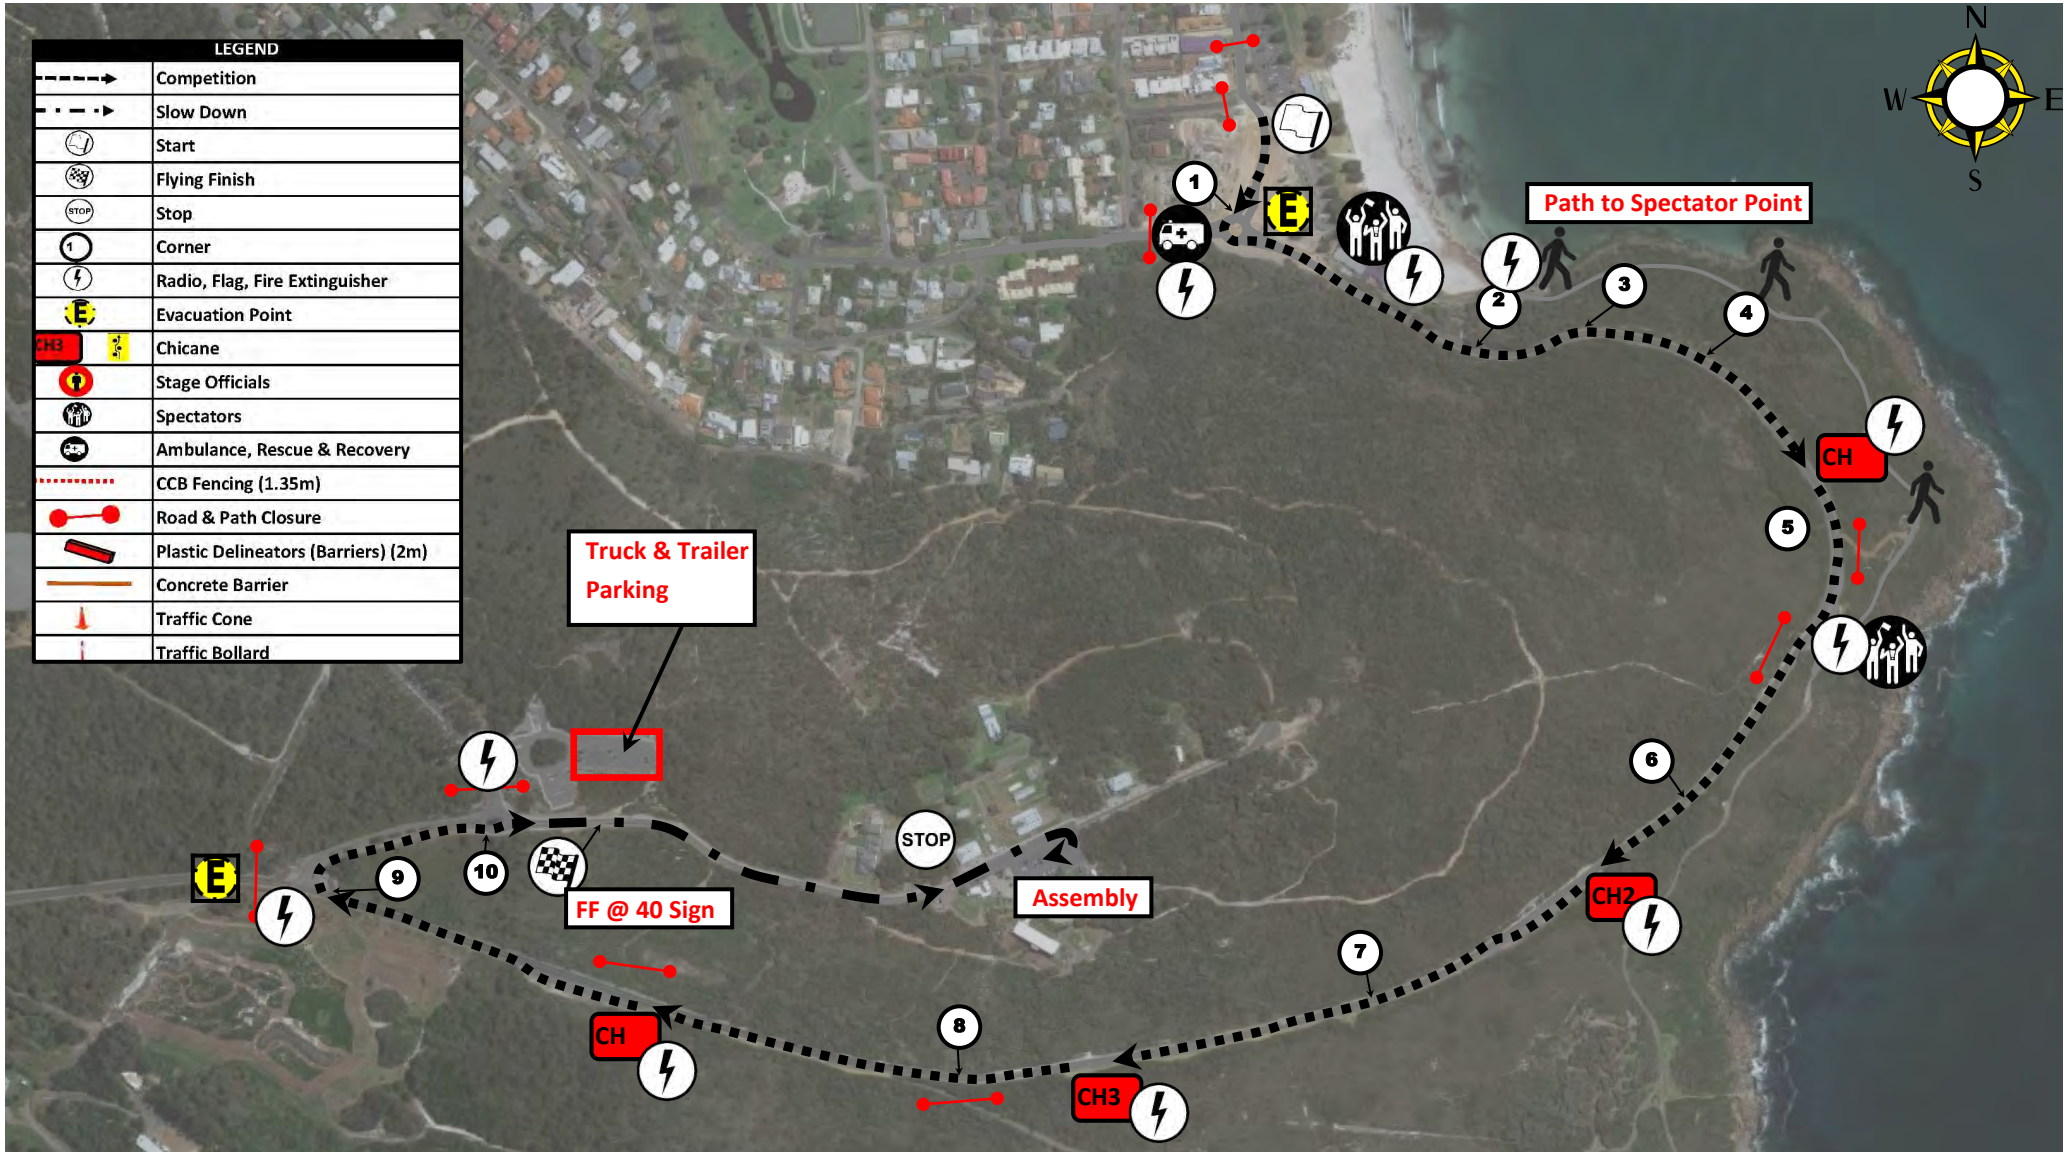 LEGEND
Competition
Slow Down
Start
Flying Finish
STOP Stop
1 Corner
Radio, Flag, Fire Extinguisher
E Evacuation Point
CH3 Chicane
Stage Officials
Spectators
Ambulance, Rescue & Recovery
CCB Fencing (1.35m)
Road & Path Closure
Plastic Delineators (Barriers) (2m)
Concrete Barrier
Traffic Cone
Traffic Bollard
N
W
E
S
1
E
Path to Spectator Point
2
3
4
CH
5
6
CH2
7
CH3
8
CH
9
E
10
FF @ 40 Sign
Truck & Trailer
Parking
STOP
Assembly